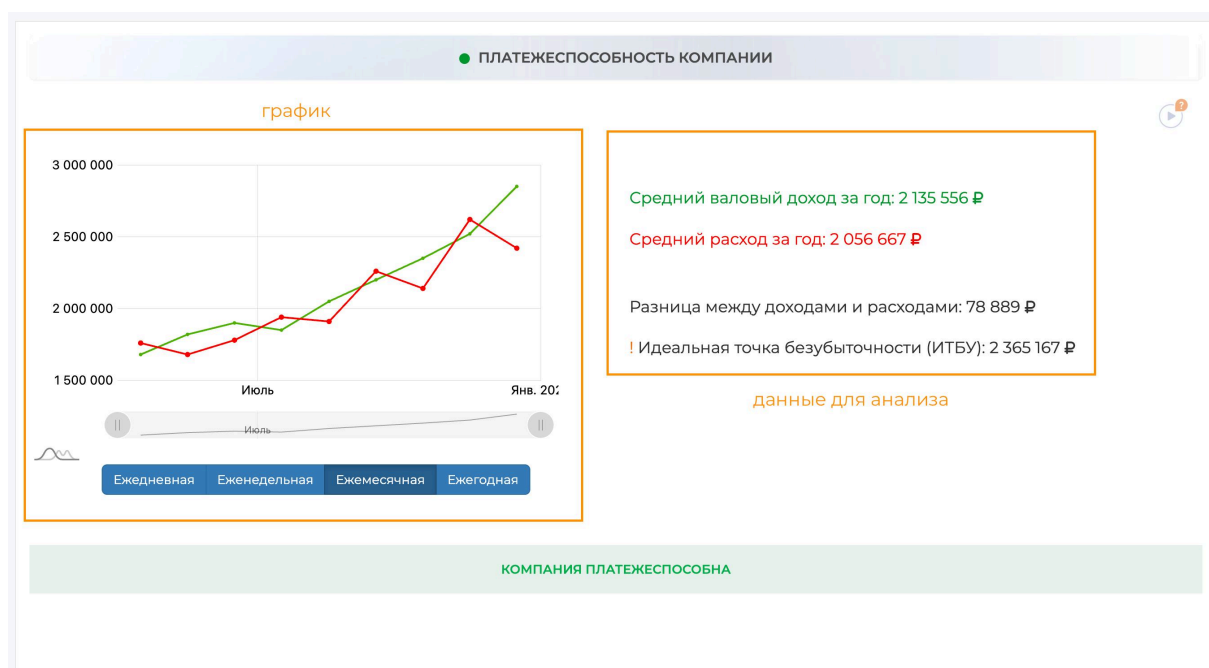 ПЛАТЕЖЕСПОСОБНОСТЬ КОМПАНИИ
график
?
3 000 000
2 500 000
2 000 000
1 500 000
Июль
Янв. 202
Июль
Ежедневная Еженедельная Ежемесячная Ежегодная
Средний валовый доход за год: 2 135 556 ₽
Средний расход за год: 2 056 667 ₽
Разница между доходами и расходами: 78 889 ₽
! Идеальная точка безубыточности (ИТБУ): 2 365 167 ₽
данные для анализа
КОМПАНИЯ ПЛАТЕЖЕСПОСОБНА